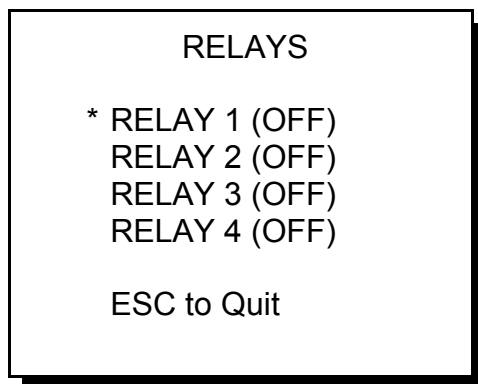 RELAYS
* RELAY 1 (OFF)
RELAY 2 (OFF)
RELAY 3 (OFF)
RELAY 4 (OFF)
ESC to Quit